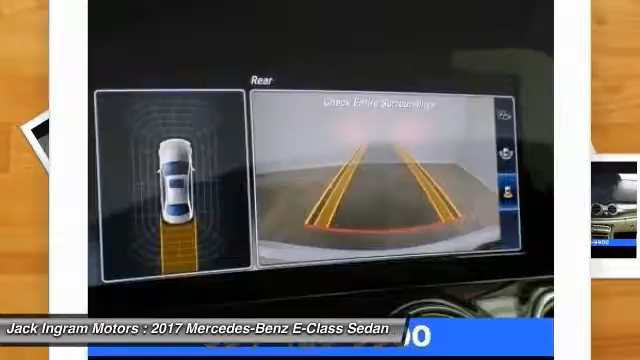 Rear
Check Entire Surroundings
Jack Ingram Motors : 2017 Mercedes-Benz E-Class Sedan